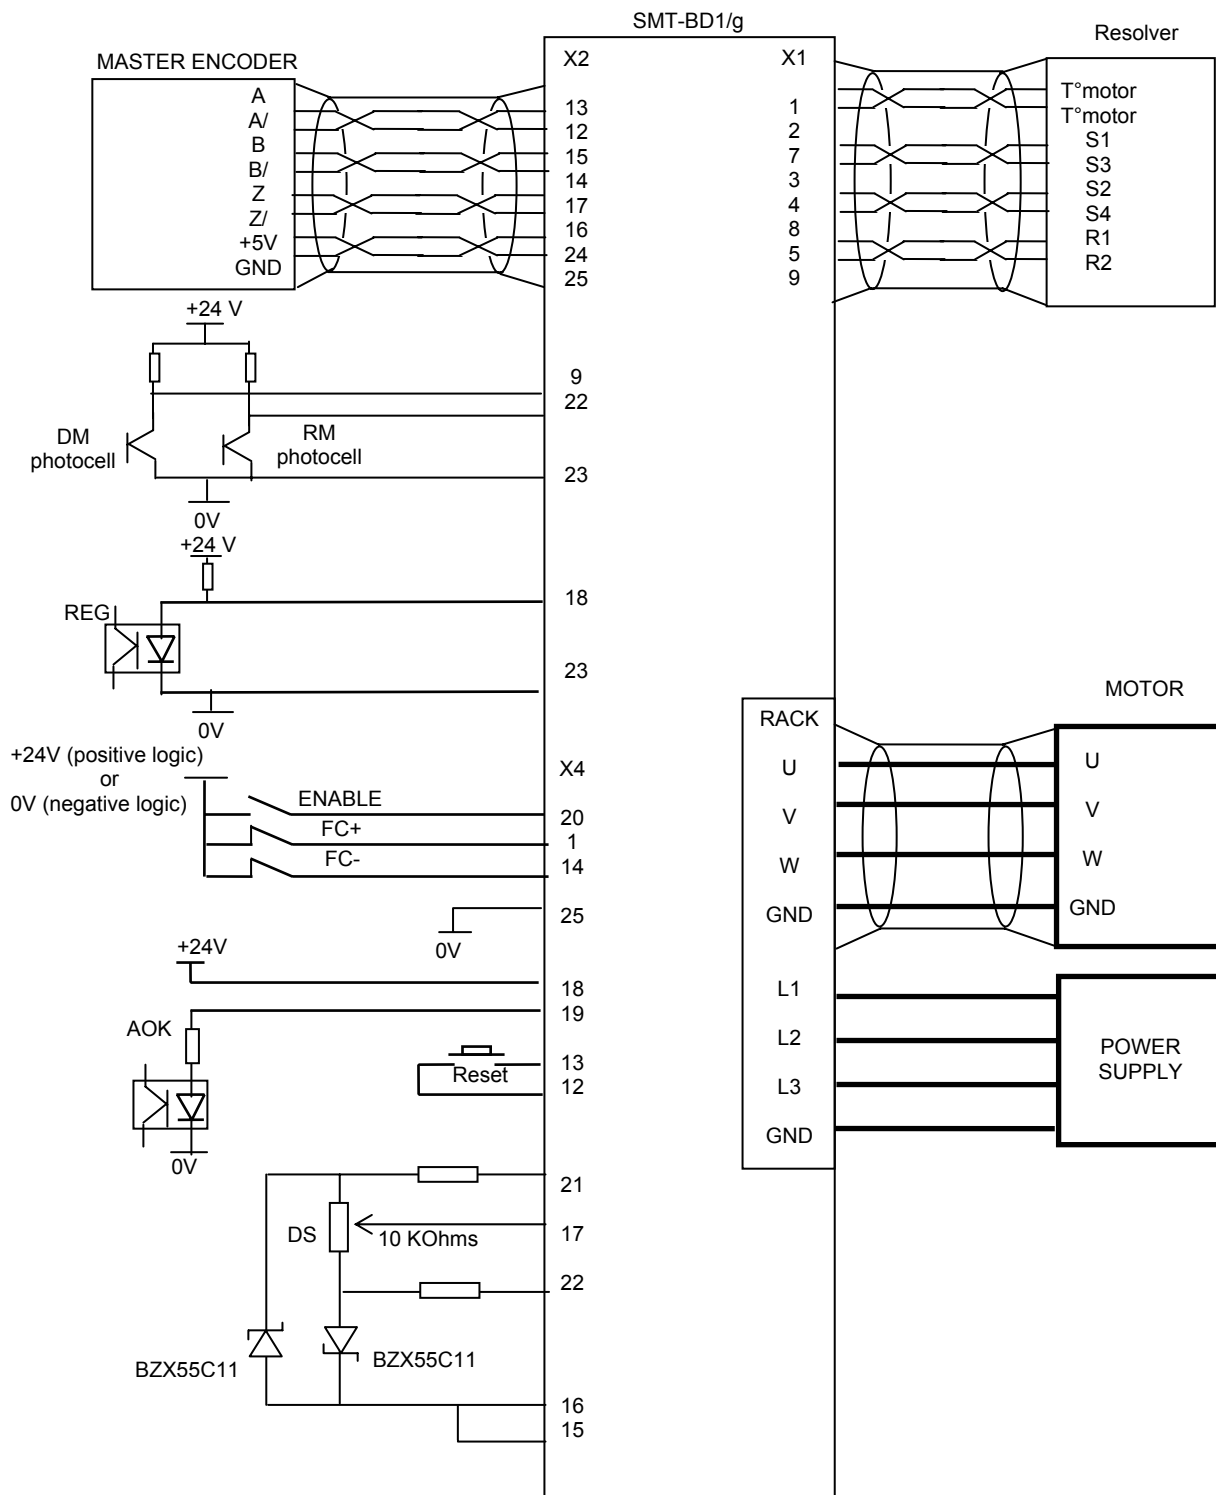 SMT-BD1/g
MASTER ENCODER
A
A/
B
B/
Z
Z/
+5V
GND
X2
13
12
15
14
17
16
24
25
X1
1
2
7
3
4
8
5
9
Resolver
T°motor
T°motor
S1
S3
S2
S4
R1
R2
+24 V
DM
photocell
RM
photocell
0V
9
22
23
+24 V
REG
0V
18
23
+24V (positive logic)
or
0V (negative logic)
ENABLE
FC+
FC-
X4
20
1
14
25
0V
+24V
AOK
0V
18
19
Reset
13
12
DS
10 KOhms
BZX55C11
BZX55C11
21
17
22
16
15
RACK
U
V
W
GND
L1
L2
L3
GND
MOTOR
U
V
W
GND
POWER
SUPPLY